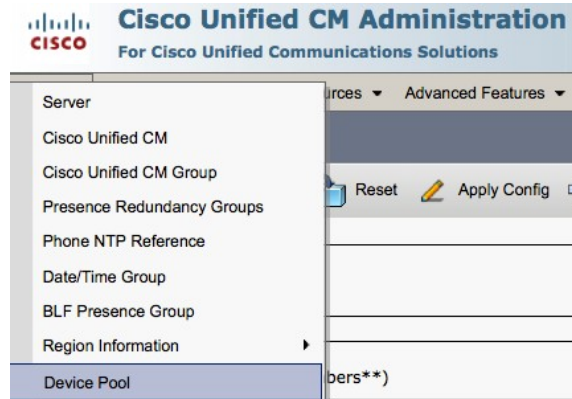 CISCO
Cisco Unified CM Administration
For Cisco Unified Communications Solutions
Advanced Features
Server
Cisco Unified CM
Cisco Unified CM Group
Presence Redundancy Groups
Reset Apply Config
Phone NTP Reference
Date/Time Group
BLF Presence Group
Region Information
Device Pool
bers**)